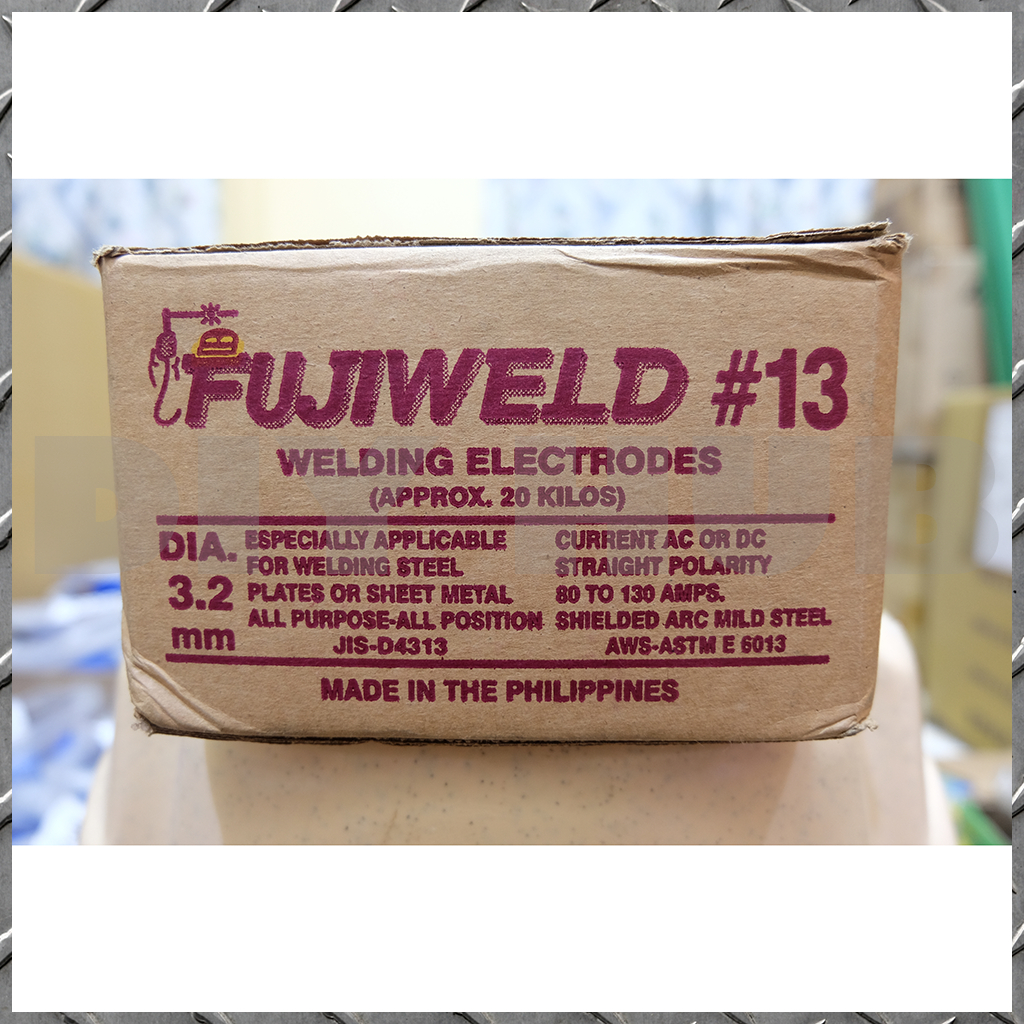 FUJIWELD #13
WELDING ELECTRODES
(APPROX. 20 KILOS)
DIA.
3.2
mm
ESPECIALLY APPLICABLE
FOR WELDING STEEL
PLATES OR SHEET METAL
ALL PURPOSE-ALL POSITION
JIS-D4313
CURRENT AC OR DC
STRAIGHT POLARITY
80 TO 130 AMPS.
SHIELDED ARC MILD STEEL
AWS-ASTM E 6013
MADE IN THE PHILIPPINES